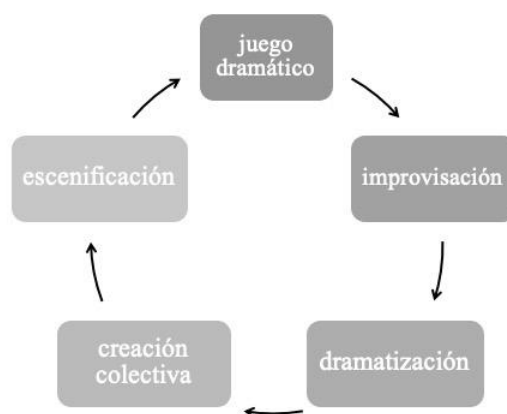 juego
dramático
improvisación
dramatización
creación
colectiva
escenificación